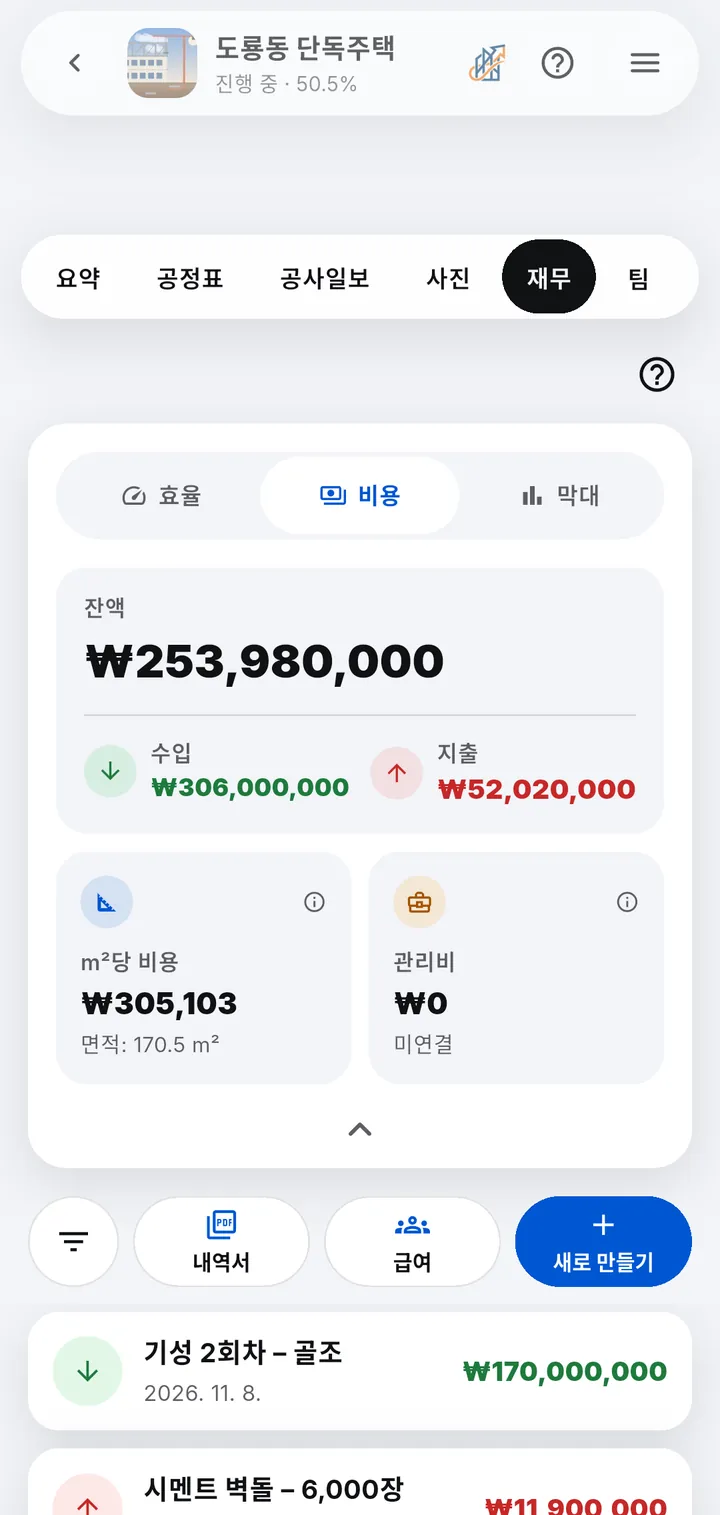 도룡동 단독주택
진행 중 · 50.5%
요약 공정표 공사일보 사진 재무 팀
효율 비용 막대
잔액
₩253,980,000
수입 지출
₩306,000,000 ₩52,020,000
m²당 비용 관리비
₩305,103 ₩0
면적: 170.5 m² 미연결
PDF
내역서 급여 새로 만들기
기성 2회차 – 골조
₩170,000,000
2026. 11. 8.
시멘트 벽돌 – 6,000장
₩11,900,000